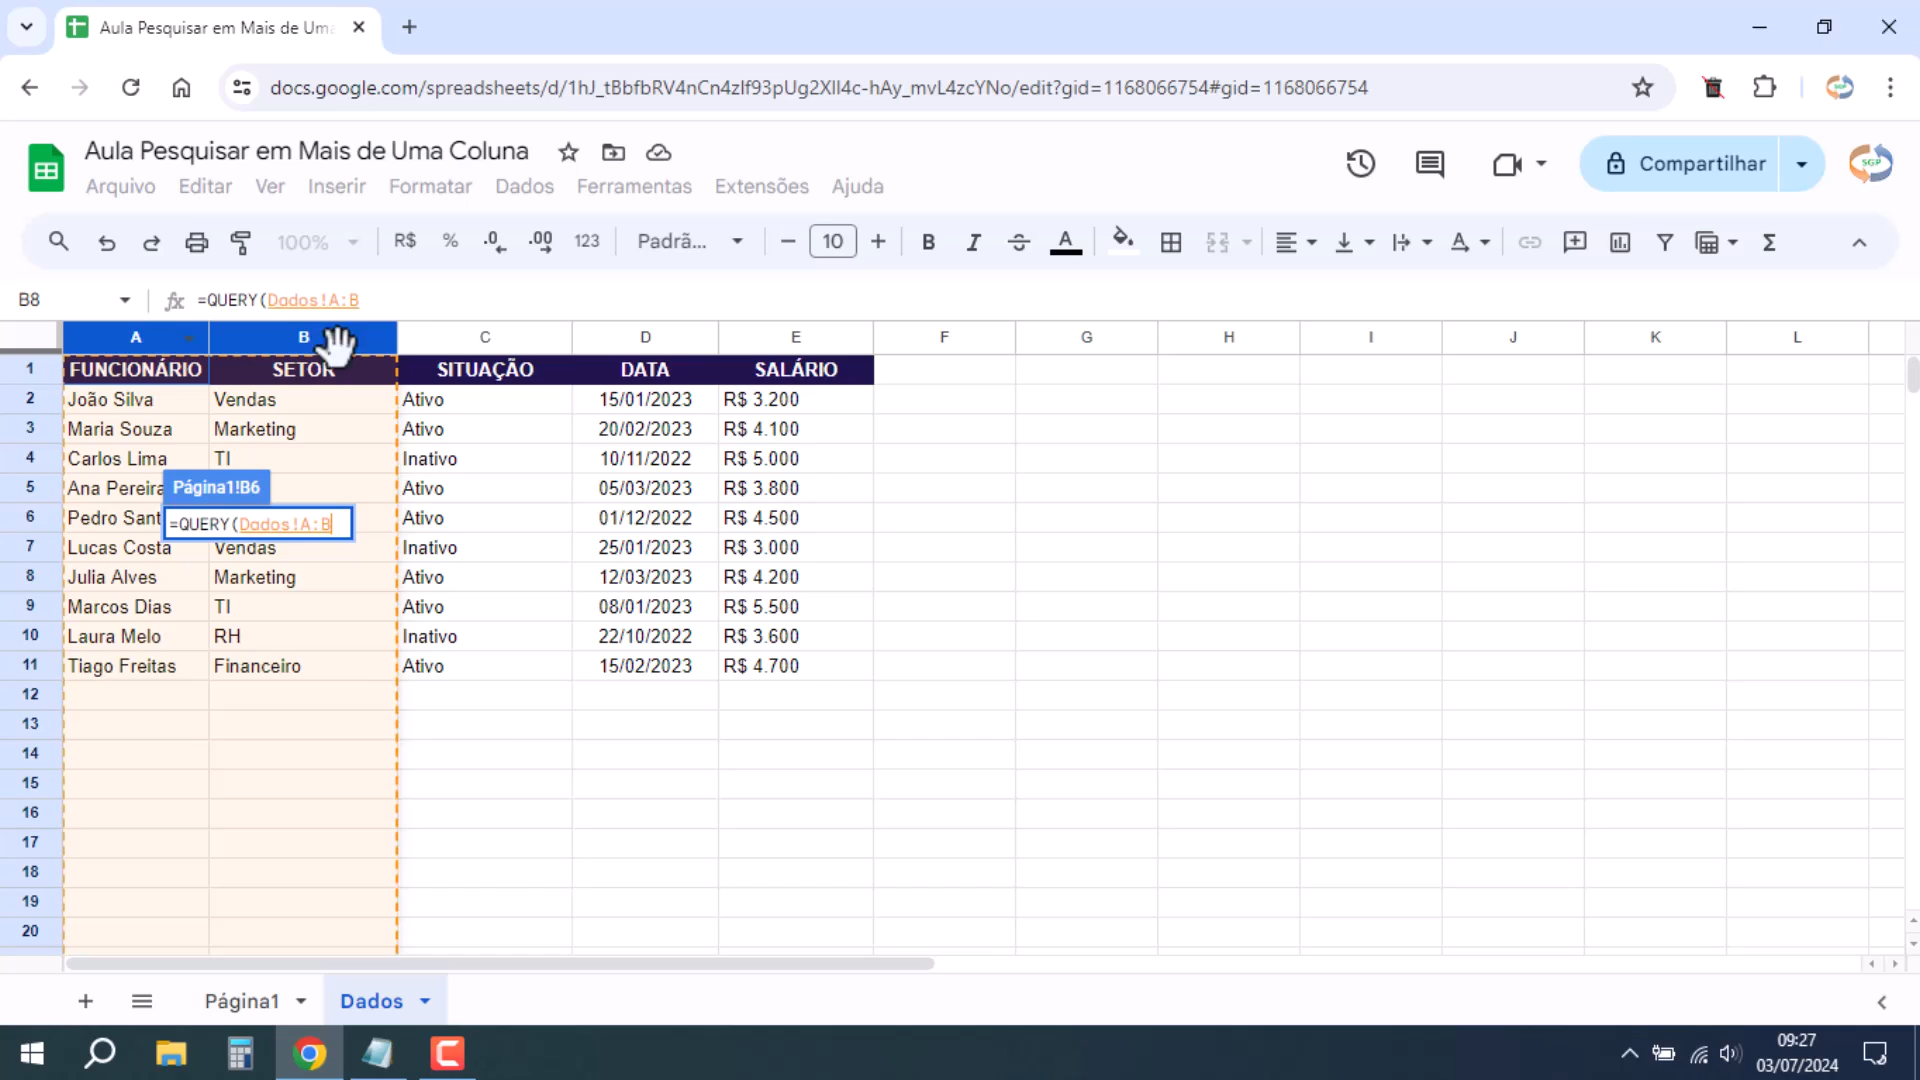 Aula Pesquisar em Mais de Uma
docs.google.com/spreadsheets/d/1hJ_tBbfbRV4nCn4zIf93pUg2XIl4c-hAy_mvL4zcYNo/edit?gid=1168066754#gid=1168066754
Aula Pesquisar em Mais de Uma Coluna
Arquivo Editar Ver Inserir Formatar Dados Ferramentas Extensões Ajuda
Compartilhar
SGP
100% R$ % .0 .00 123 Padrã... 10 B I A
B8 fx =QUERY(Dados!A:B
A B C D E F G H I J K L
1 FUNCIONÁRIO SETOR SITUAÇÃO DATA SALÁRIO
2 João Silva Vendas Ativo 15/01/2023 R$ 3.200
3 Maria Souza Marketing Ativo 20/02/2023 R$ 4.100
4 Carlos Lima TI Inativo 10/11/2022 R$ 5.000
5 Ana Pereira Página1!B6 Ativo 05/03/2023 R$ 3.800
6 Pedro Sant =QUERY(Dados!A:B Ativo 01/12/2022 R$ 4.500
7 Lucas Costa Vendas Inativo 25/01/2023 R$ 3.000
8 Julia Alves Marketing Ativo 12/03/2023 R$ 4.200
9 Marcos Dias TI Ativo 08/01/2023 R$ 5.500
10 Laura Melo RH Inativo 22/10/2022 R$ 3.600
11 Tiago Freitas Financeiro Ativo 15/02/2023 R$ 4.700
12
13
14
15
16
17
18
19
20
Página1 Dados
09:27
03/07/2024